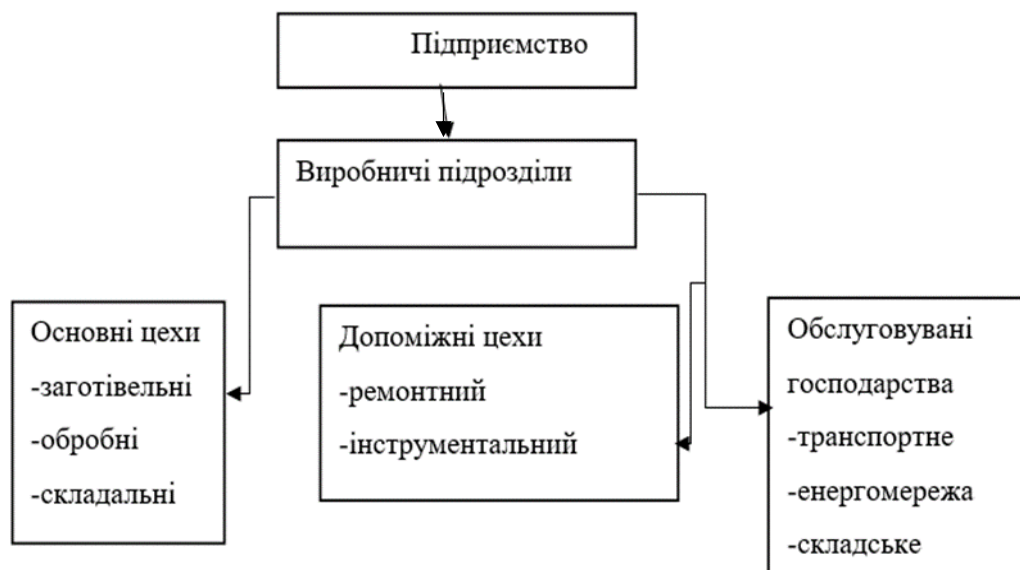 Підприємство
Виробничі підрозділи
Основні цехи
-заготівельні
-обробні
-складальні
Допоміжні цехи
-ремонтний
-інструментальний
Обслуговувані
господарства
-транспортне
-енергомережа
-складське